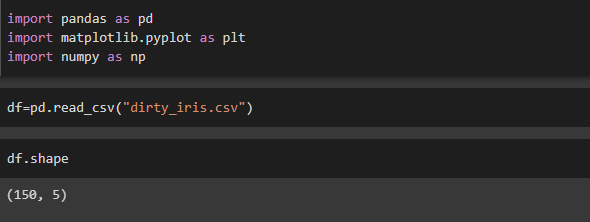 import pandas as pd
import matplotlib.pyplot as plt
import numpy as np
df=pd.read_csv("dirty_iris.csv")
df.shape
(150, 5)